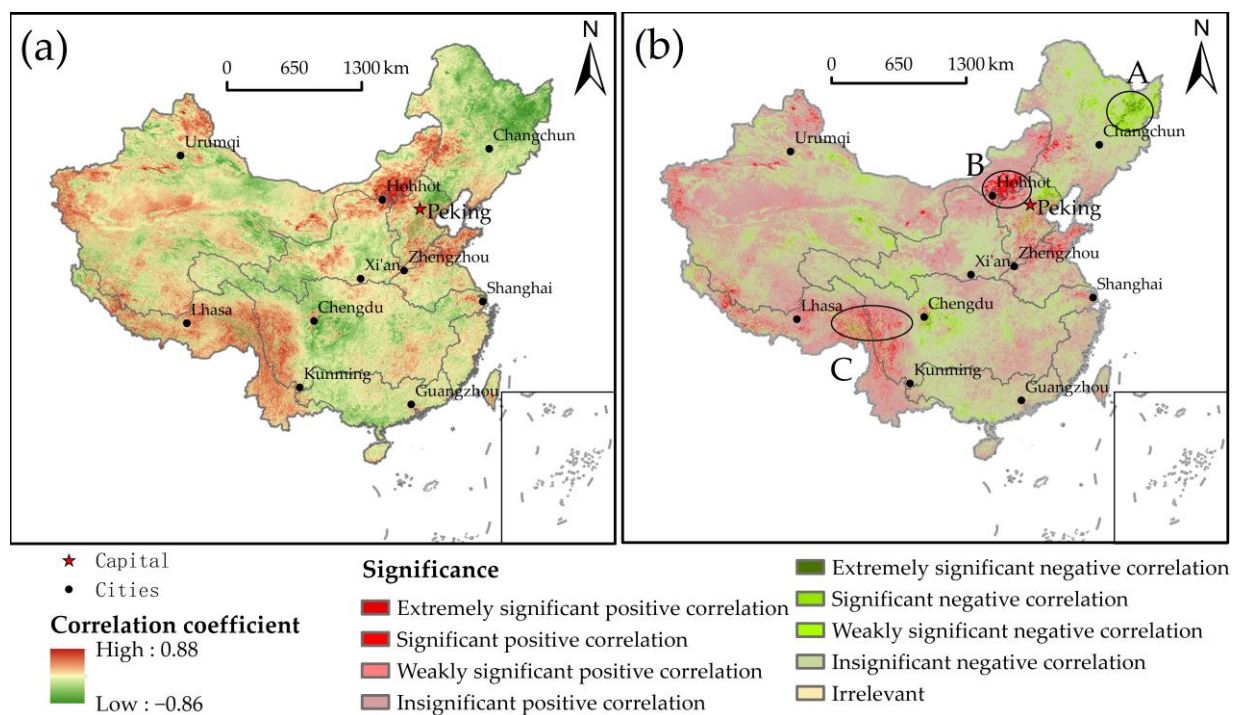 (a)
N
0 650 1300 km
Urumqi
Changchun
Hohhot
Peking
Xi'an
Zhengzhou
Shanghai
Lhasa
Chengdu
Kunming
Guangzhou
(b)
N
0 650 1300 km
A
Urumqi
Changchun
B
Hohhot
Peking
Xi'an
Zhengzhou
Shanghai
Lhasa
Chengdu
C
Kunming
Guangzhou
Capital
Cities
Correlation coefficient
High : 0.88
Low : −0.86
Significance
Extremely significant positive correlation
Significant positive correlation
Weakly significant positive correlation
Insignificant positive correlation
Extremely significant negative correlation
Significant negative correlation
Weakly significant negative correlation
Insignificant negative correlation
Irrelevant